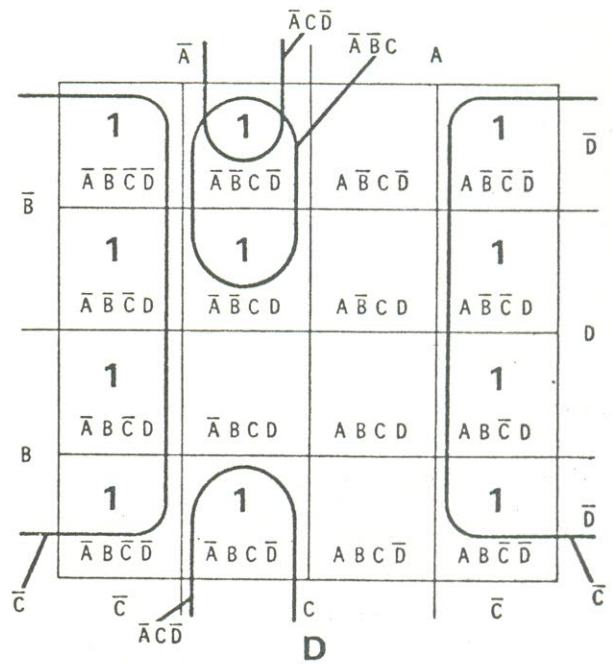 A̅CD̅
A̅ A̅B̅C A
1 1 1 D̅
A̅B̅C̅D̅ A̅B̅CD̅ AB̅CD̅ AB̅C̅D̅
B̅
1 1 1
A̅B̅C̅D A̅B̅CD AB̅CD AB̅C̅D
D
1 1
A̅BC̅D A̅BCD ABCD ABC̅D
B
1 1 1 D̅
A̅BC̅D̅ A̅BCD̅ ABCD̅ ABC̅D̅
C̅ C̅ C C̅ C̅
A̅CD̅
D